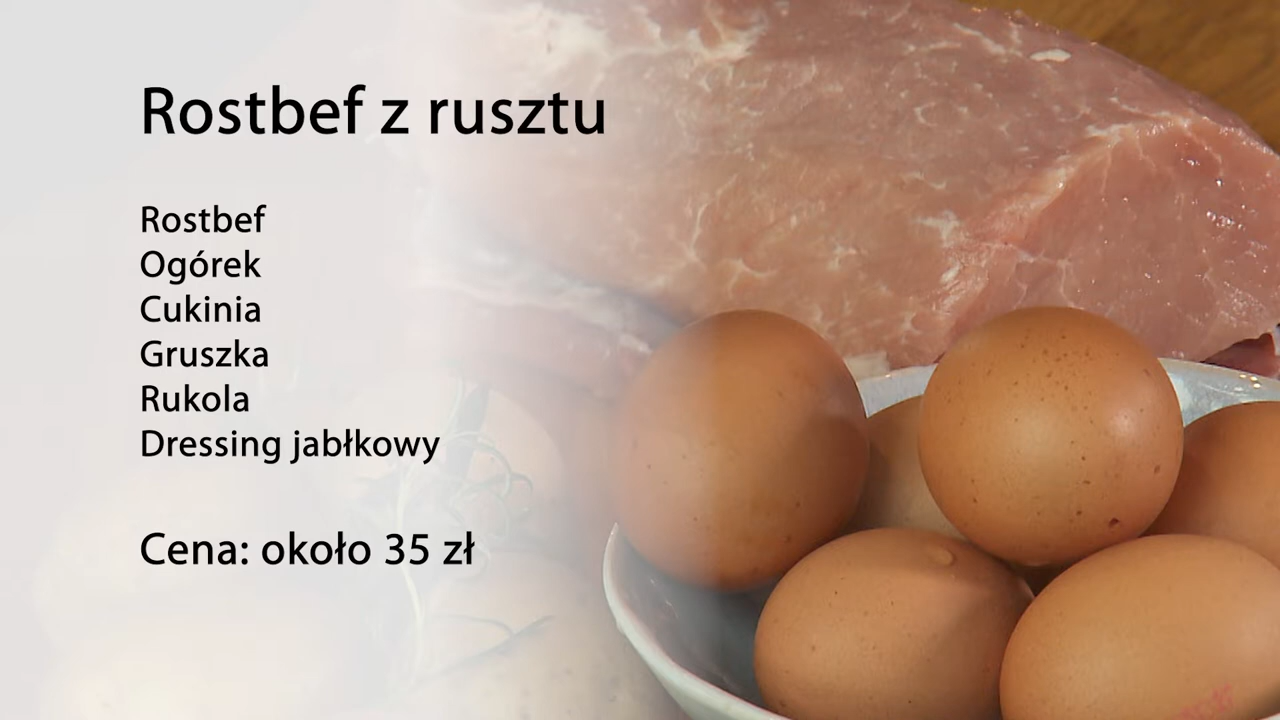 Rostbef z rusztu
Rostbef
Ogórek
Cukinia
Gruszka
Rukola
Dressing jabłkowy
Cena: około 35 zł